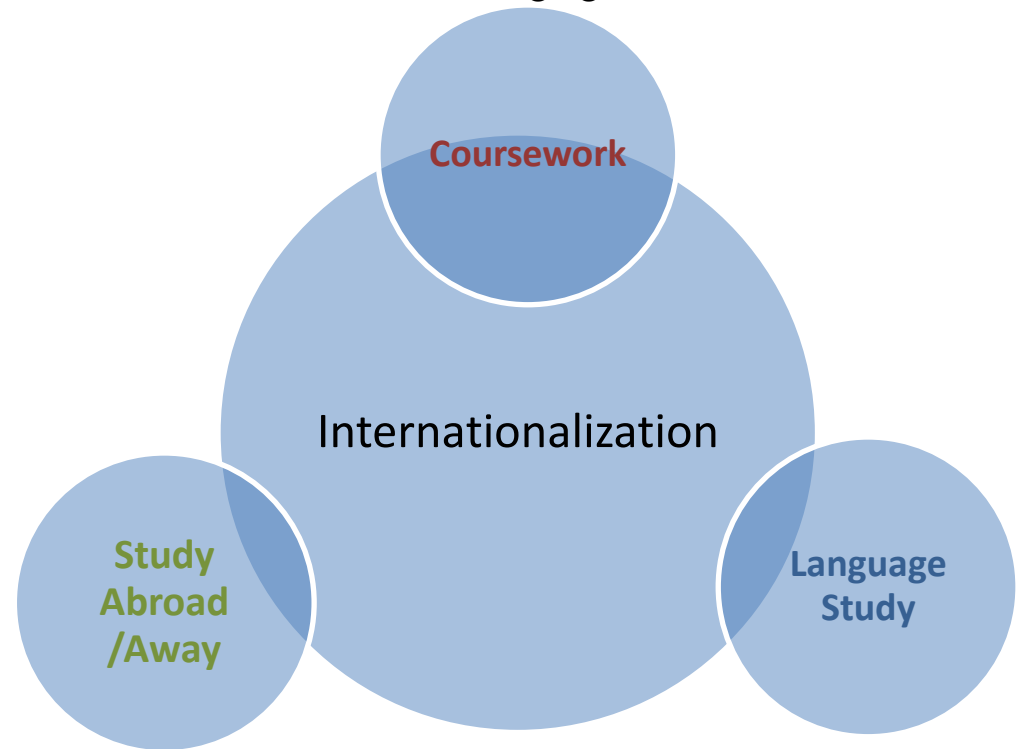 Coursework
Internationalization
Study
Abroad
/Away
Language
Study